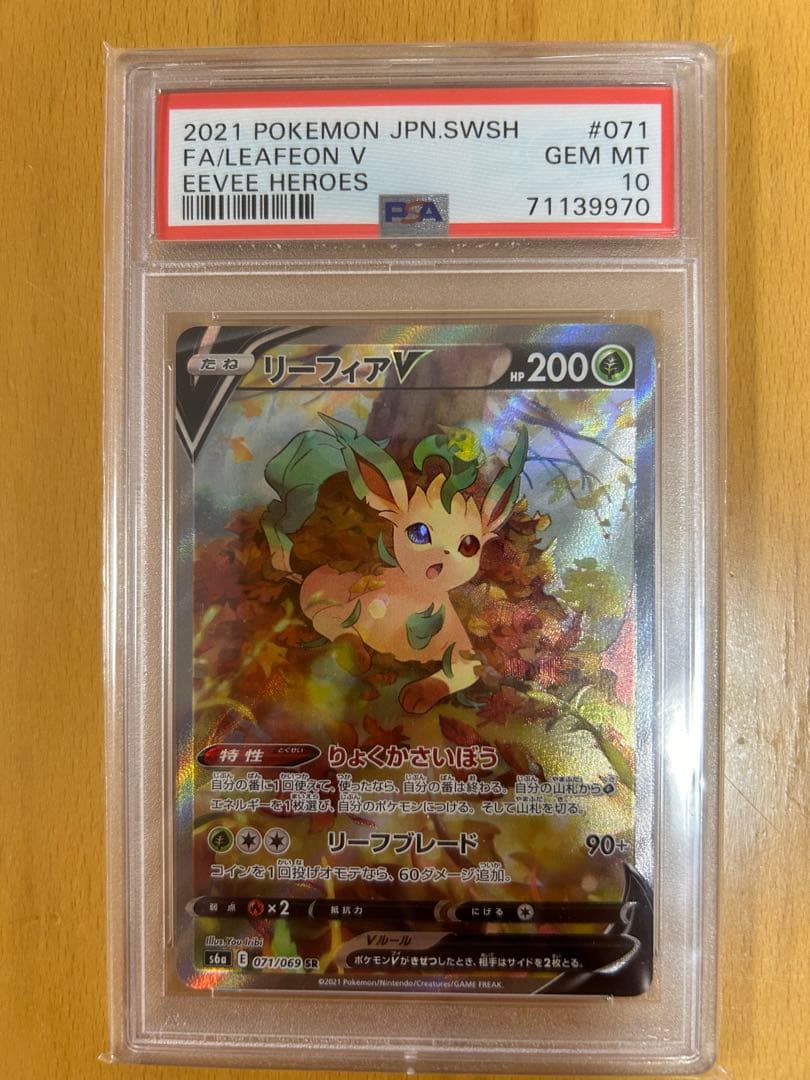 2021 POKEMON JPN.SWSH #071
FA/LEAFEON V GEM MT
EEVEE HEROES 10
PSA 71139970
たね リーフィアV HP 200
特性 とくせい りょくかさいぼう
自分の番に1回使えて、使ったなら、自分の番は終わる。自分の山札から
エネルギーを1枚選び、自分のポケモンにつける。そして山札を切る。
リーフブレード 90+
コインを1回投げオモテなら、60ダメージ追加。
弱点 ×2 抵抗力 にげる
Illus. You Iribi Vルール
s6a E 071/069 SR ポケモンVがきぜつしたとき、相手はサイドを2枚とる。
©2021 Pokémon/Nintendo/Creatures/GAME FREAK.